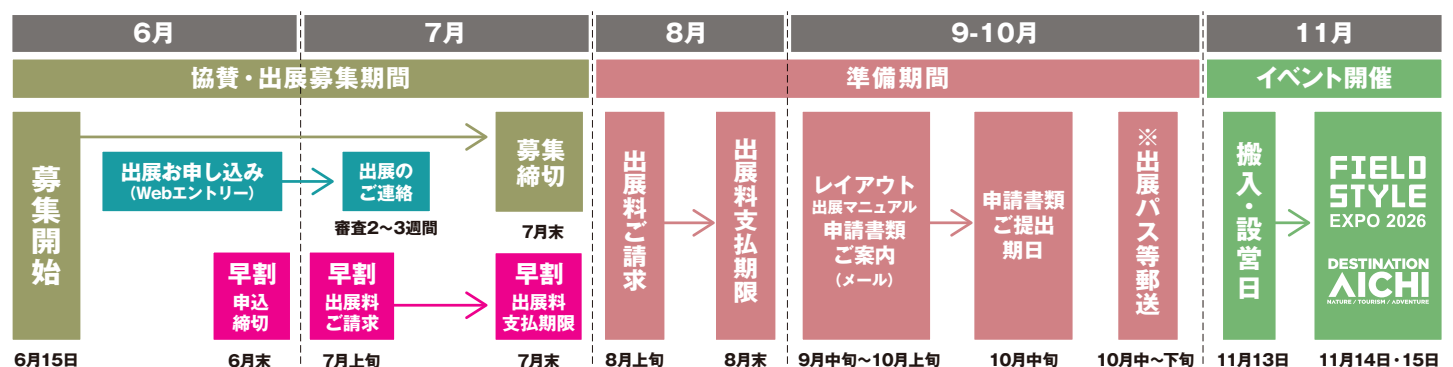 6月
7月
8月
9-10月
11月
協賛・出展募集期間
準備期間
イベント開催
募集開始
6月15日
出展お申し込み
（Webエントリー）
出展の
ご連絡
審査2〜3週間
募集
締切
7月末
早割
申込
締切
6月末
早割
出展料
ご請求
7月上旬
早割
出展料
支払期限
7月末
出展料ご請求
8月上旬
出展料支払期限
8月末
レイアウト
出展マニュアル
申請書類
ご案内
（メール）
9月中旬〜10月上旬
申請書類
ご提出
期日
10月中旬
※出展パス等郵送
10月中〜下旬
搬入・設営日
11月13日
FIELD
STYLE
EXPO 2026
DESTINATION
AICHI
NATURE / TOURISM / ADVENTURE
11月14日・15日